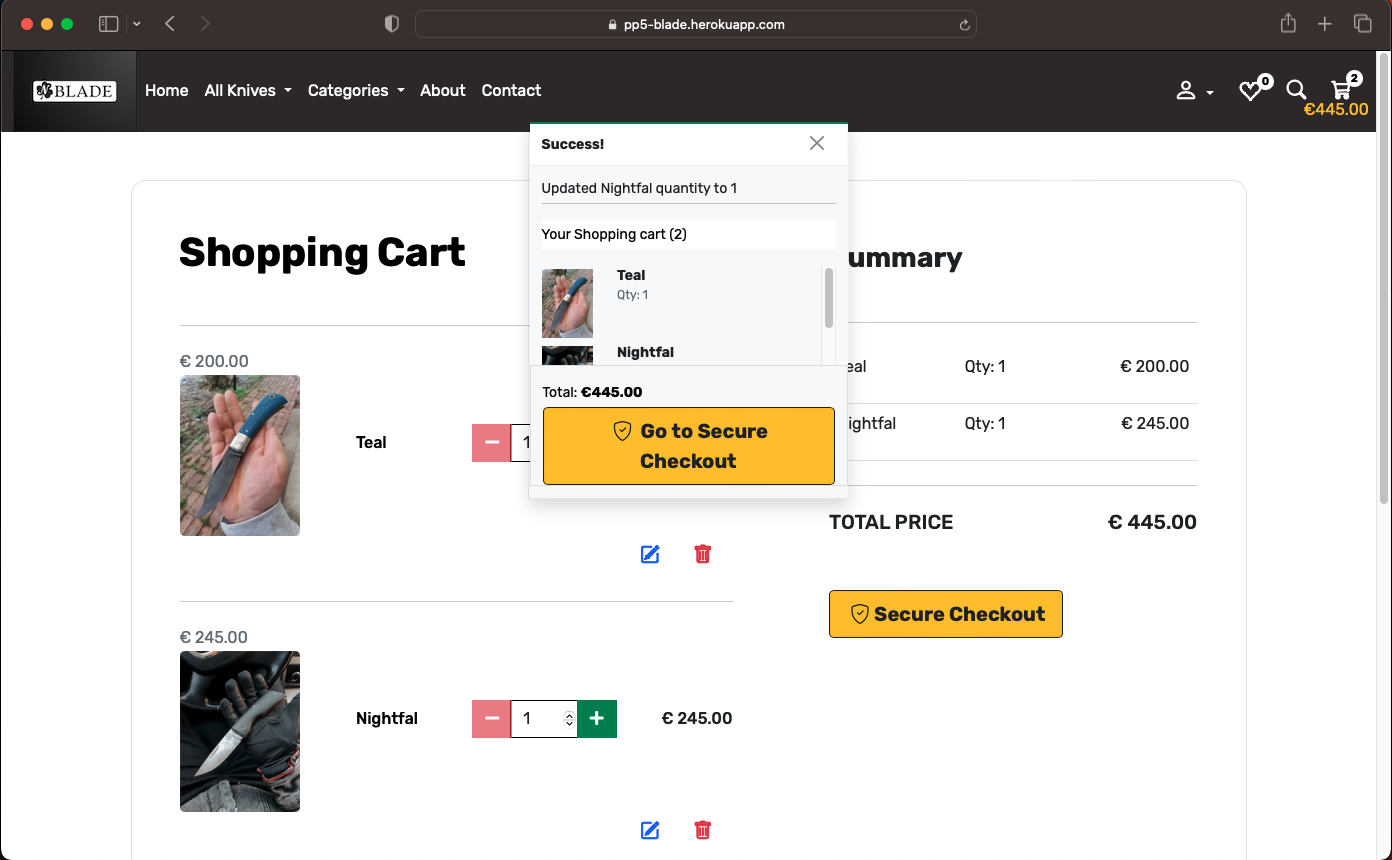 pp5-blade.herokuapp.com
BLADE
Home
All Knives
Categories
About
Contact
0
2
€445.00
Success!
Updated Nightfal quantity to 1
Your Shopping cart (2)
Teal
Qty: 1
Nightfal
Total: €445.00
Go to Secure
Checkout
Shopping Cart
€ 200.00
Teal
1
€ 245.00
Nightfal
1
€ 245.00
ummary
eal Qty: 1 € 200.00
ightfal Qty: 1 € 245.00
TOTAL PRICE € 445.00
Secure Checkout